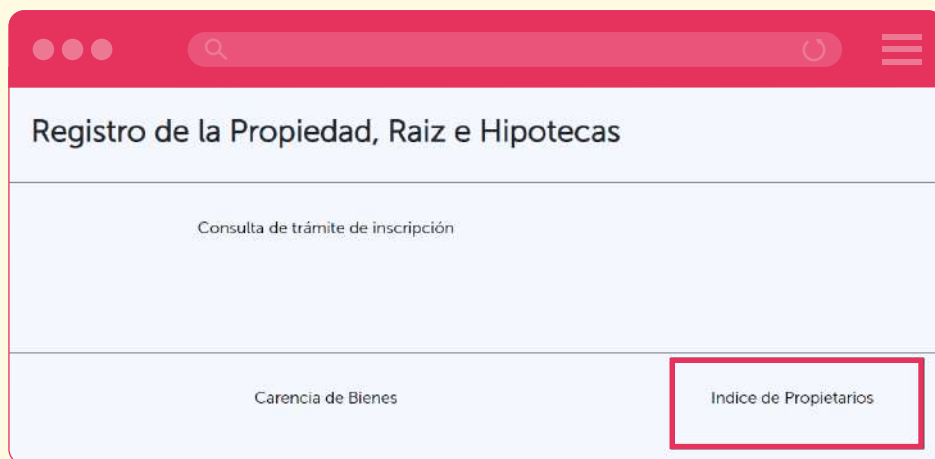 Registro de la Propiedad, Raiz e Hipotecas
Consulta de trámite de inscripción
Carencia de Bienes
Indice de Propietarios